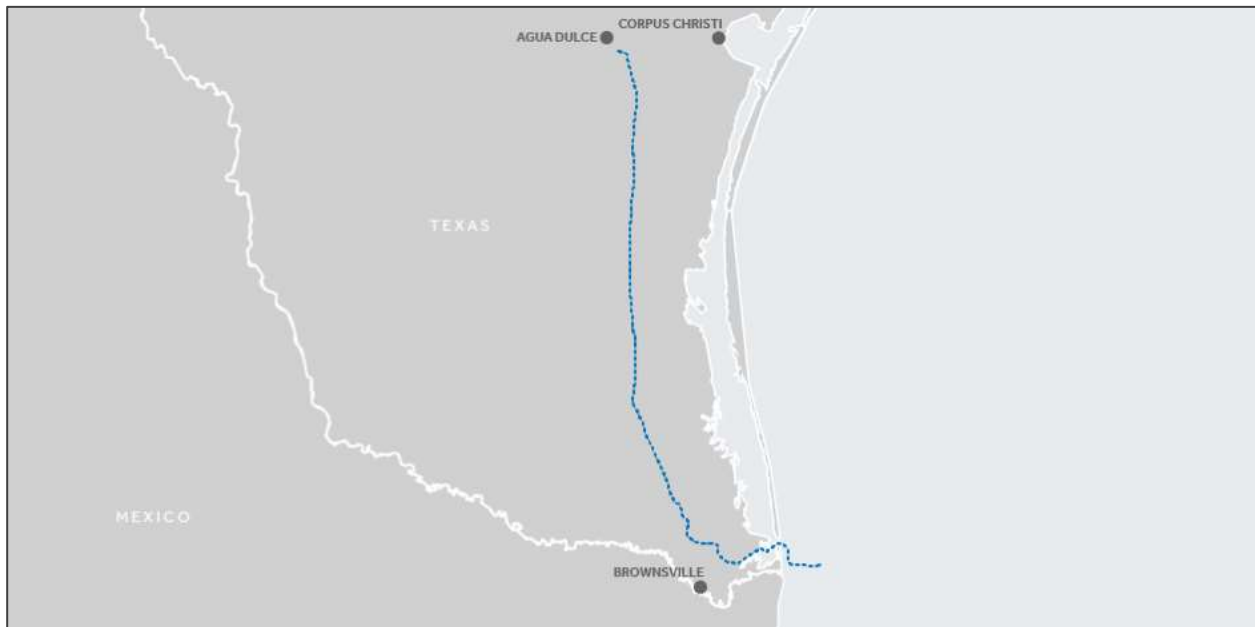 CORPUS CHRISTI
AGUA DULCE
TEXAS
MEXICO
BROWNSVILLE